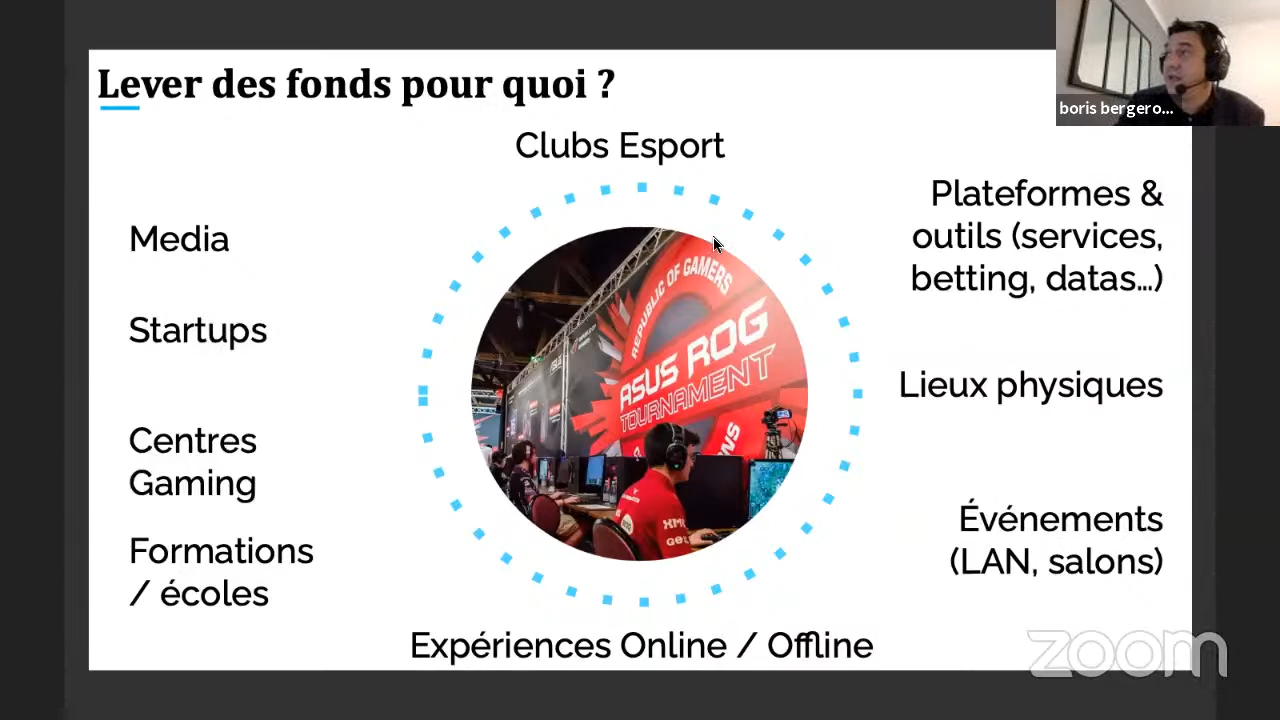 Lever des fonds pour quoi ?
boris bergero...
Clubs Esport
Media
Startups
Centres
Gaming
Formations
/ écoles
Plateformes &
outils (services,
betting, datas...)
Lieux physiques
Événements
(LAN, salons)
Expériences Online / Offline
REPUBLIC OF GAMERS
ASUS ROG
TOURNAMENT
zoom